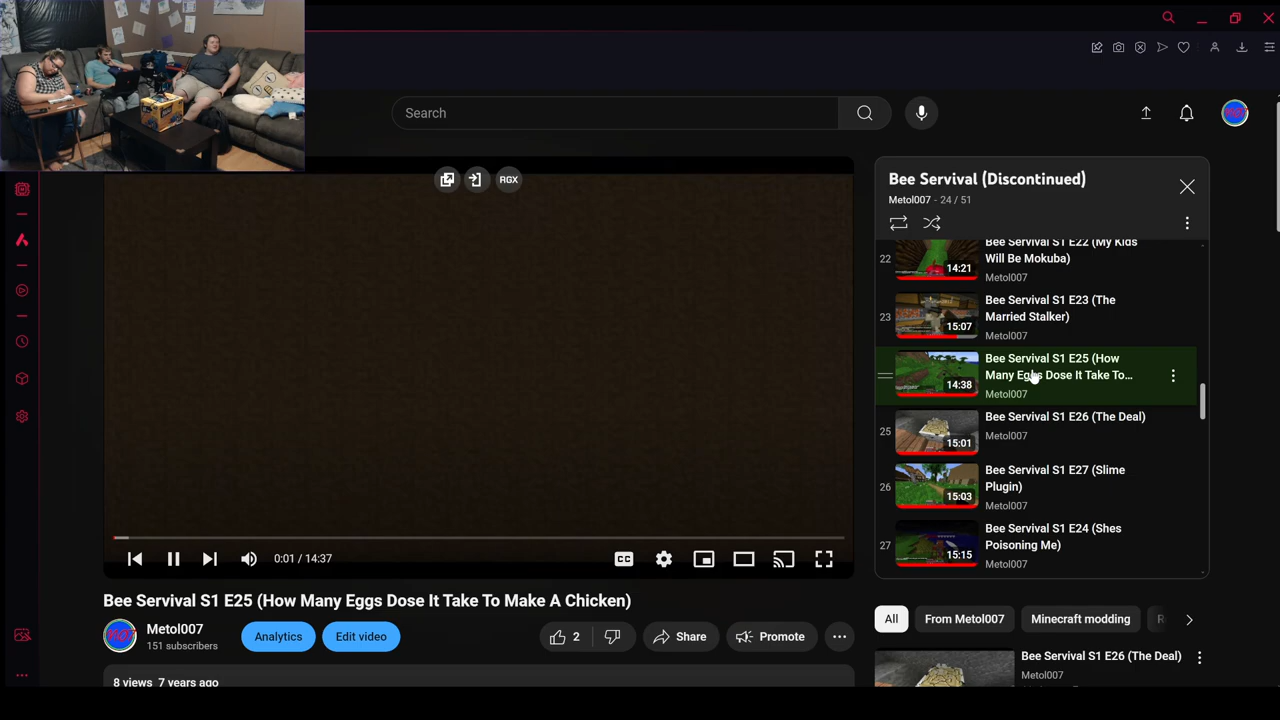 Search
RGX
Bee Servival (Discontinued)
Metol007 - 24 / 51
22
14:21
Bee Servival S1 E22 (My Kids
Will Be Mokuba)
Metol007
23
15:07
Bee Servival S1 E23 (The
Married Stalker)
Metol007
14:38
Bee Servival S1 E25 (How
Many Eggs Dose It Take To...
Metol007
25
15:01
Bee Servival S1 E26 (The Deal)
Metol007
26
15:03
Bee Servival S1 E27 (Slime
Plugin)
Metol007
27
15:15
Bee Servival S1 E24 (Shes
Poisoning Me)
Metol007
0:01 / 14:37
CC
Bee Servival S1 E25 (How Many Eggs Dose It Take To Make A Chicken)
Metol007
151 subscribers
Analytics
Edit video
2
Share
Promote
8 views 7 years ago
All
From Metol007
Minecraft modding
Bee Servival S1 E26 (The Deal)
Metol007